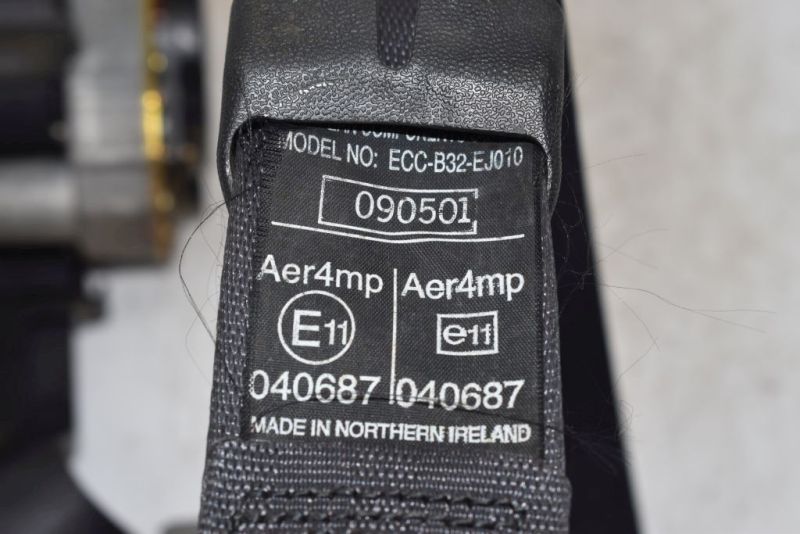 MODEL NO: ECC-B32-EJ010
090501
Aer4mp Aer4mp
E11 e11
040687 040687
MADE IN NORTHERN IRELAND